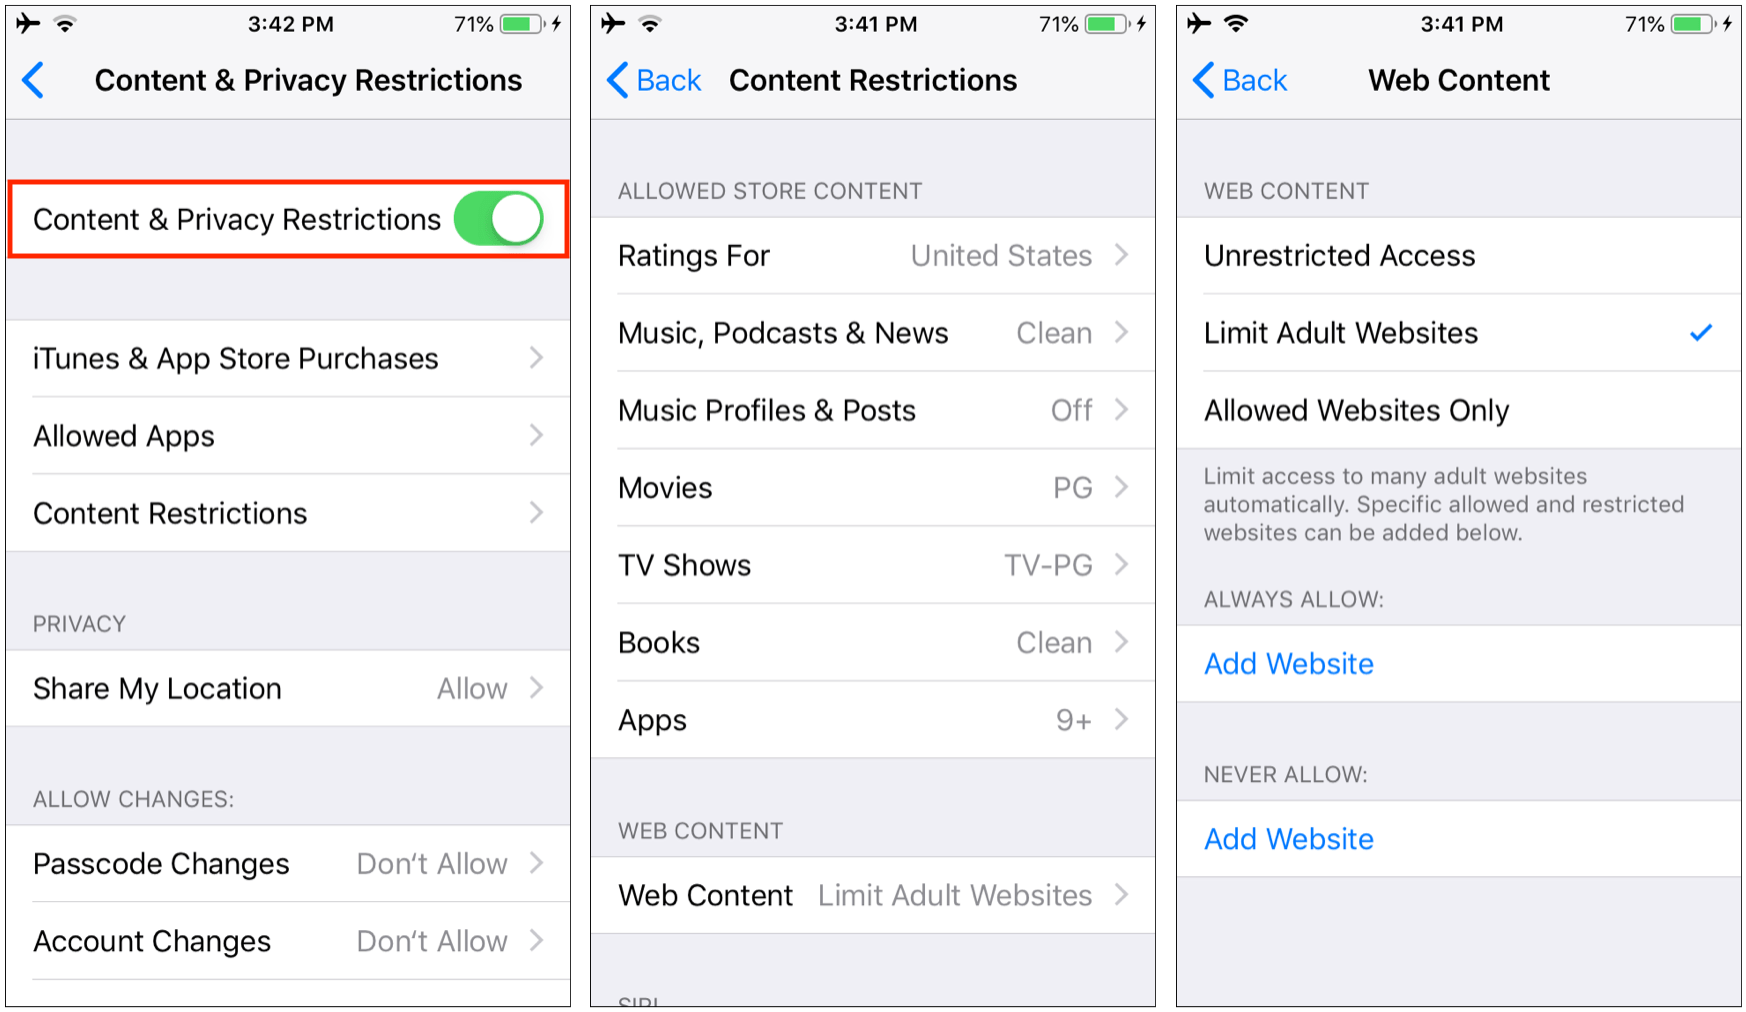 3:42 PM 71%
Content & Privacy Restrictions
Content & Privacy Restrictions
iTunes & App Store Purchases
Allowed Apps
Content Restrictions
PRIVACY
Share My Location Allow
ALLOW CHANGES:
Passcode Changes Don‘t Allow
Account Changes Don‘t Allow
3:41 PM 71%
Back Content Restrictions
ALLOWED STORE CONTENT
Ratings For United States
Music, Podcasts & News Clean
Music Profiles & Posts Off
Movies PG
TV Shows TV-PG
Books Clean
Apps 9+
WEB CONTENT
Web Content Limit Adult Websites
SIRI
3:41 PM 71%
Back Web Content
WEB CONTENT
Unrestricted Access
Limit Adult Websites
Allowed Websites Only
Limit access to many adult websites
automatically. Specific allowed and restricted
websites can be added below.
ALWAYS ALLOW:
Add Website
NEVER ALLOW:
Add Website